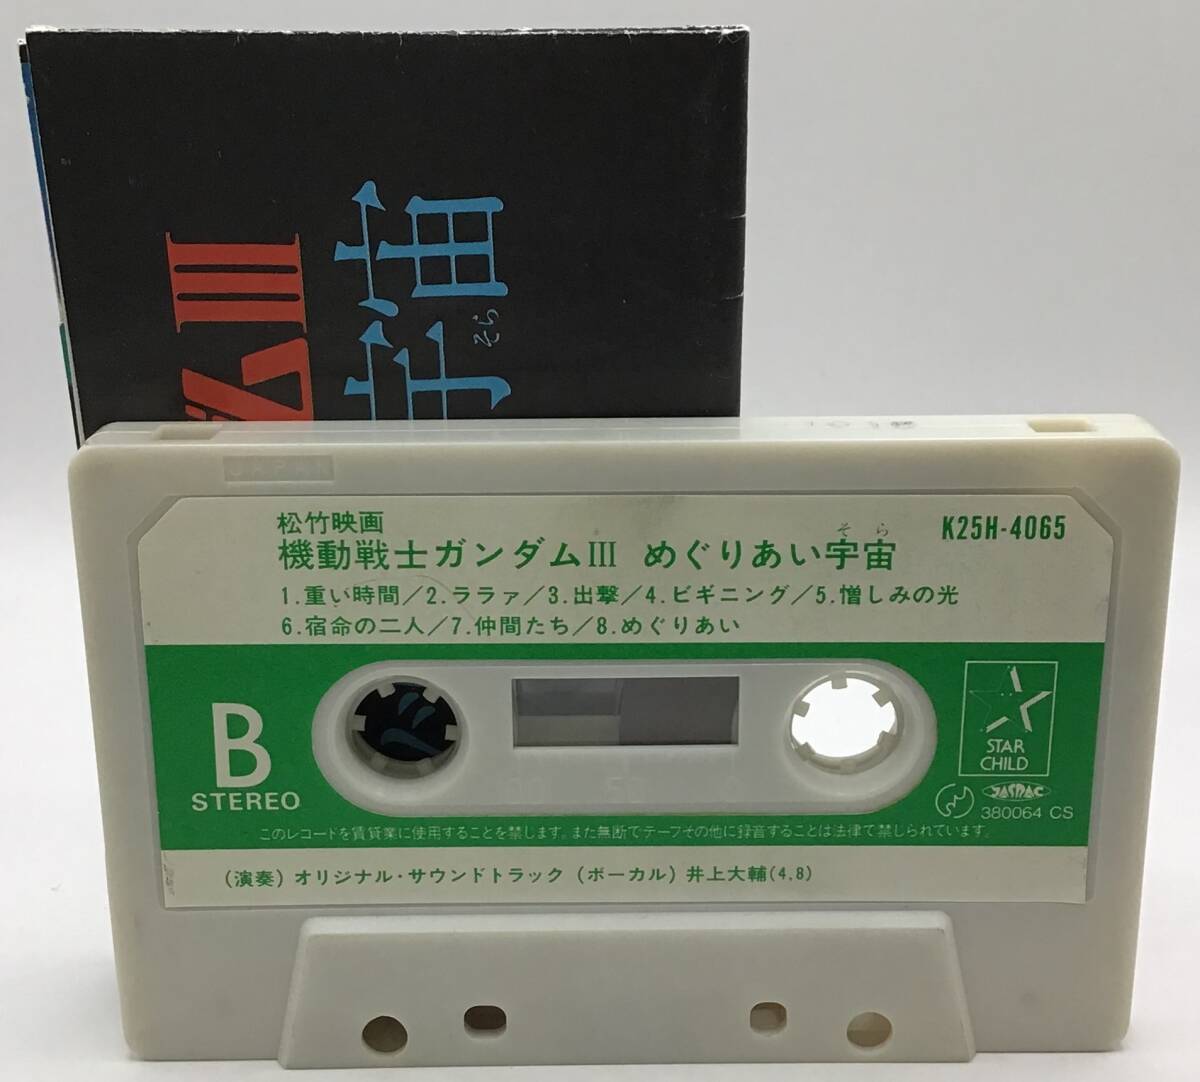 III
宇宙
そら
JAPAN
松竹映画
機動戦士ガンダムIII めぐりあい宇宙
そら
K25H-4065
1.重い時間/2.ララァ/3.出撃/4.ビギニング/5.憎しみの光
6.宿命の二人/7.仲間たち/8.めぐりあい
B
STEREO
STAR
CHILD
JASRAC
380064 CS
このレコードを賃貸業に使用することを禁じます。また無断でテープその他に録音することは法律で禁じられています。
(演奏) オリジナル・サウンドトラック (ボーカル) 井上大輔(4,8)